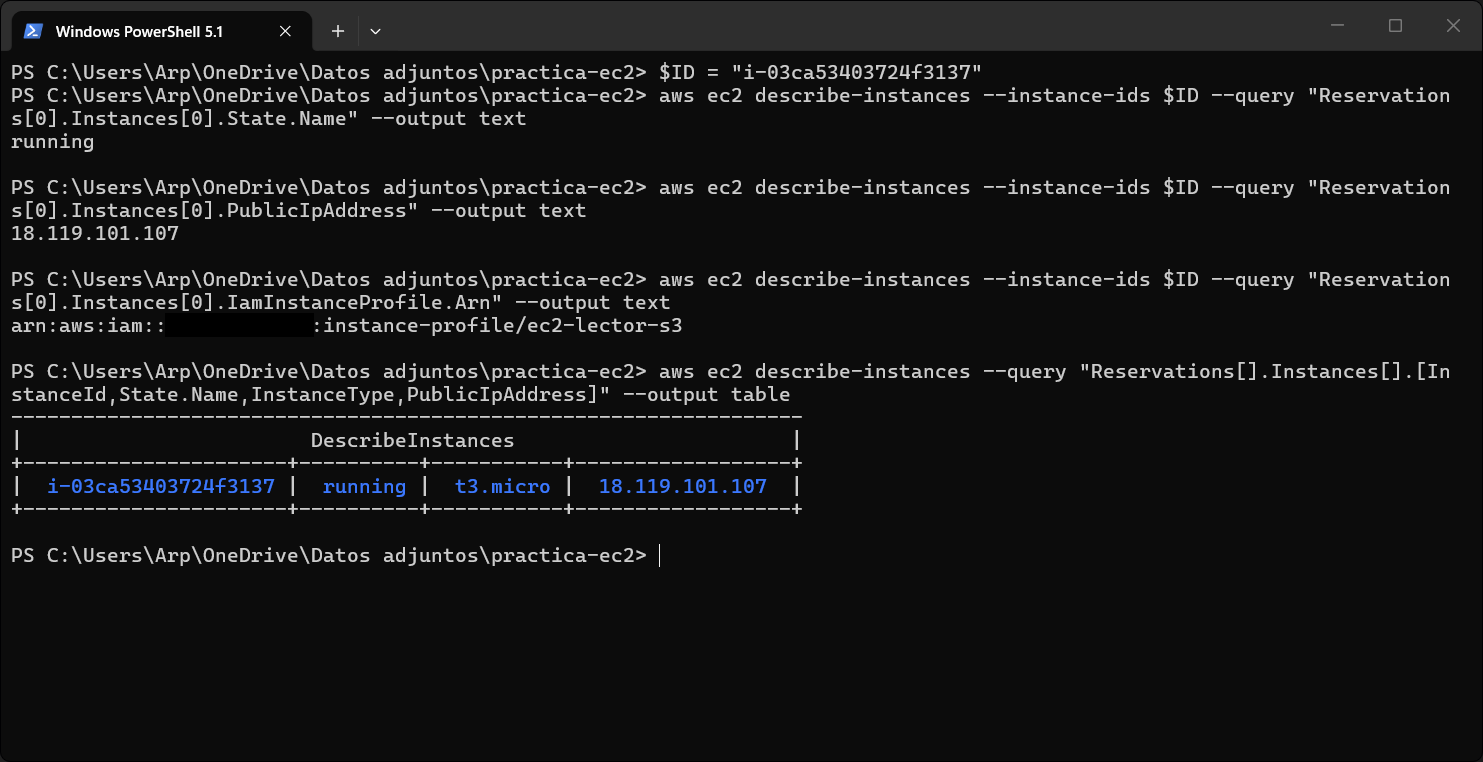 Windows PowerShell 5.1
PS C:\Users\Arp\OneDrive\Datos adjuntos\practica-ec2> $ID = "i-03ca53403724f3137"
PS C:\Users\Arp\OneDrive\Datos adjuntos\practica-ec2> aws ec2 describe-instances --instance-ids $ID --query "Reservation
s[0].Instances[0].State.Name" --output text
running
PS C:\Users\Arp\OneDrive\Datos adjuntos\practica-ec2> aws ec2 describe-instances --instance-ids $ID --query "Reservation
s[0].Instances[0].PublicIpAddress" --output text
18.119.101.107
PS C:\Users\Arp\OneDrive\Datos adjuntos\practica-ec2> aws ec2 describe-instances --instance-ids $ID --query "Reservation
s[0].Instances[0].IamInstanceProfile.Arn" --output text
arn:aws:iam:: :instance-profile/ec2-lector-s3
PS C:\Users\Arp\OneDrive\Datos adjuntos\practica-ec2> aws ec2 describe-instances --query "Reservations[].Instances[].[In
stanceId,State.Name,InstanceType,PublicIpAddress]" --output table
------------------------------------------------------------------
|                        DescribeInstances                       |
+----------------------+----------+-----------+------------------+
|  i-03ca53403724f3137 |  running |  t3.micro |  18.119.101.107  |
+----------------------+----------+-----------+------------------+
PS C:\Users\Arp\OneDrive\Datos adjuntos\practica-ec2>